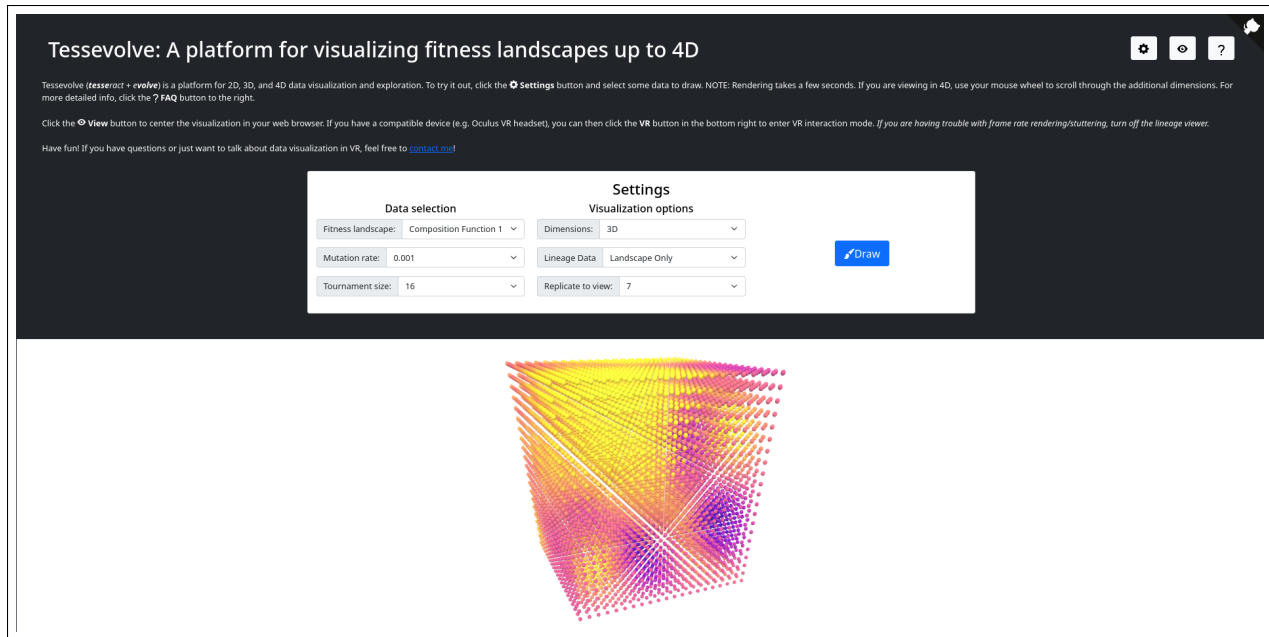 Tessevolve: A platform for visualizing fitness landscapes up to 4D
?
Tessevolve (tesseract + evolve) is a platform for 2D, 3D, and 4D data visualization and exploration. To try it out, click the Settings button and select some data to draw. NOTE: Rendering takes a few seconds. If you are viewing in 4D, use your mouse wheel to scroll through the additional dimensions. For
more detailed info, click the ? FAQ button to the right.
Click the View button to center the visualization in your web browser. If you have a compatible device (e.g. Oculus VR headset), you can then click the VR button in the bottom right to enter VR interaction mode. If you are having trouble with frame rate rendering/stuttering, turn off the lineage viewer.
Have fun! If you have questions or just want to talk about data visualization in VR, feel free to contact me!
Settings
Data selection Visualization options
Fitness landscape: Composition Function 1 Dimensions: 3D
Mutation rate: 0.001 Lineage Data Landscape Only Draw
Tournament size: 16 Replicate to view: 7